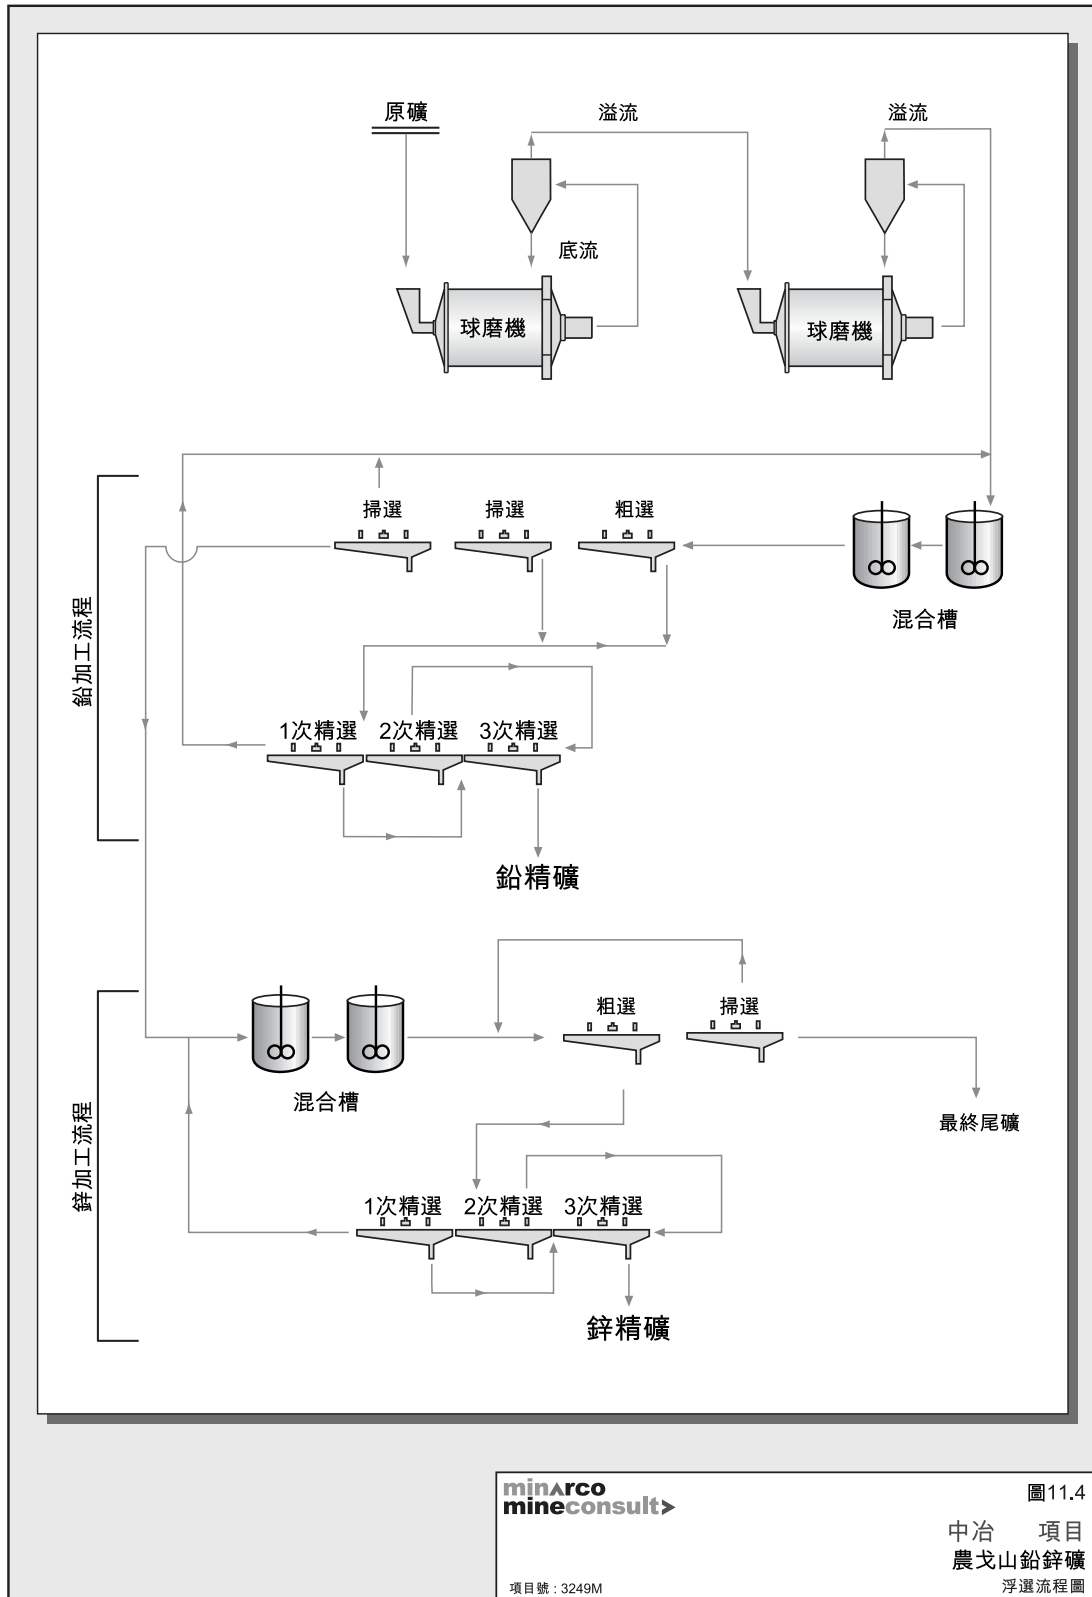 原礦
溢流
溢流
底流
球磨機
球磨機
鉛加工流程
掃選
掃選
粗選
混合槽
1次精選
2次精選
3次精選
鉛精礦
鋅加工流程
粗選
掃選
混合槽
最終尾礦
1次精選
2次精選
3次精選
鋅精礦
minarco
mineconsult
圖11.4
中冶 項目
農戈山鉛鋅礦
項目號 : 3249M
浮選流程圖